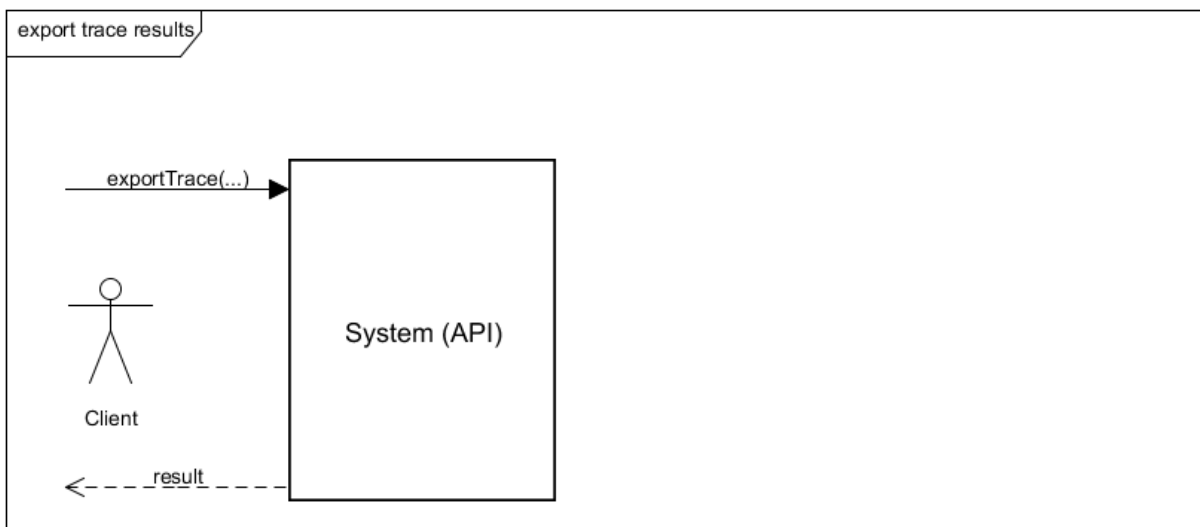 export trace results
exportTrace(...)
System (API)
Client
result